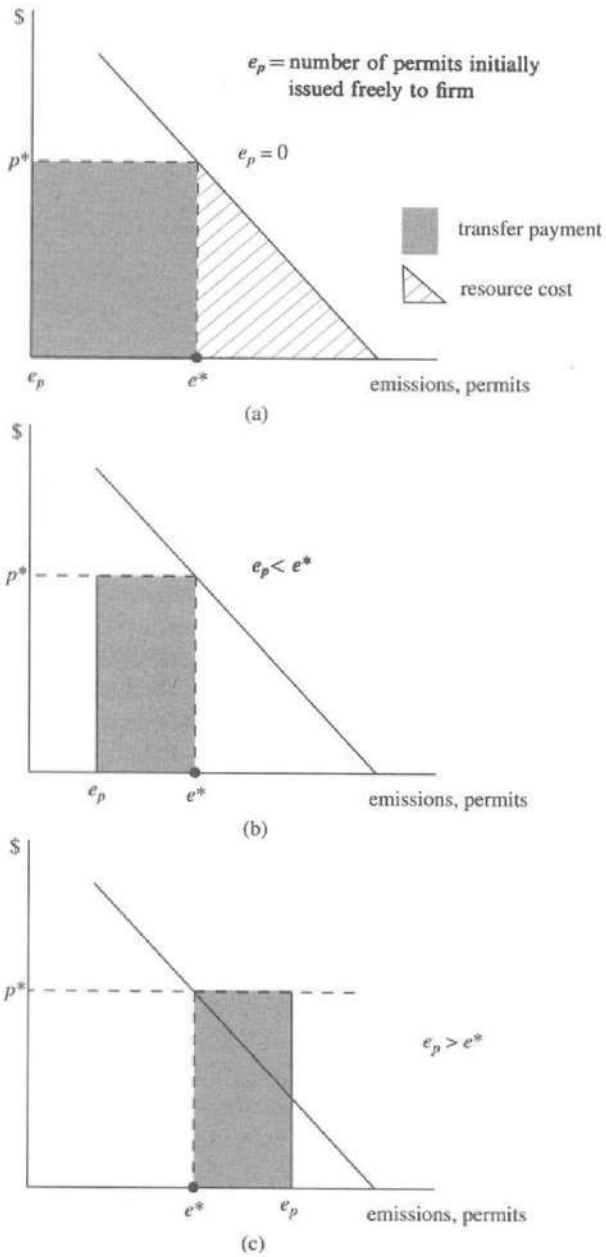 $
e_p = number of permits initially
issued freely to firm
e_p = 0
p*
transfer payment
resource cost
e_p
e*
emissions, permits
(a)
$
p*
e_p < e*
e_p
e*
emissions, permits
(b)
$
p*
e_p > e*
e*
e_p
emissions, permits
(c)